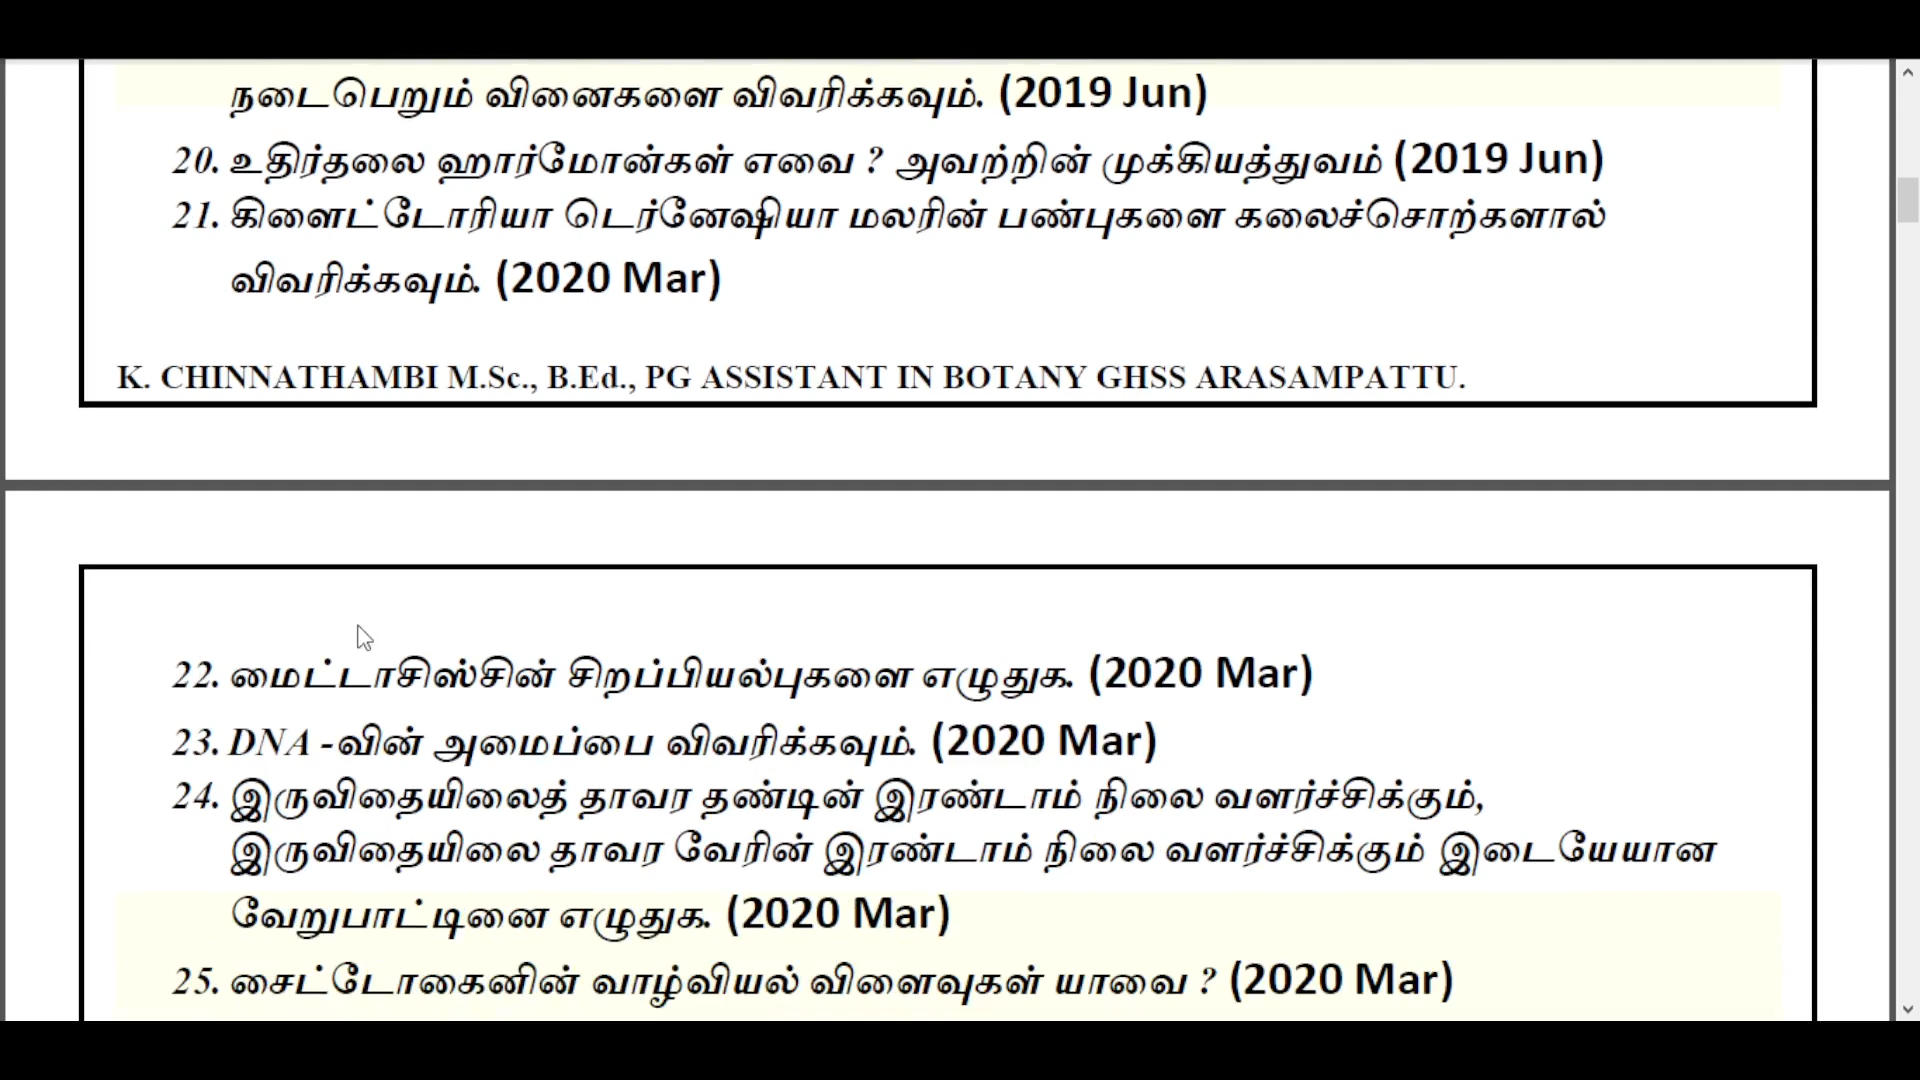 நடைபெறும் வினைகளை விவரிக்கவும். (2019 Jun)
20. உதிர்தலை ஹார்மோன்கள் எவை ? அவற்றின் முக்கியத்துவம் (2019 Jun)
21. கிளைட்டோரியா டெர்னேஷியா மலரின் பண்புகளை கலைச்சொற்களால்
விவரிக்கவும். (2020 Mar)
K. CHINNATHAMBI M.Sc., B.Ed., PG ASSISTANT IN BOTANY GHSS ARASAMPATTU.
22. மைட்டாசிஸ்சின் சிறப்பியல்புகளை எழுதுக. (2020 Mar)
23. DNA -வின் அமைப்பை விவரிக்கவும். (2020 Mar)
24. இருவிதையிலைத் தாவர தண்டின் இரண்டாம் நிலை வளர்ச்சிக்கும்,
இருவிதையிலை தாவர வேரின் இரண்டாம் நிலை வளர்ச்சிக்கும் இடையேயான
வேறுபாட்டினை எழுதுக. (2020 Mar)
25. சைட்டோகைனின் வாழ்வியல் விளைவுகள் யாவை ? (2020 Mar)